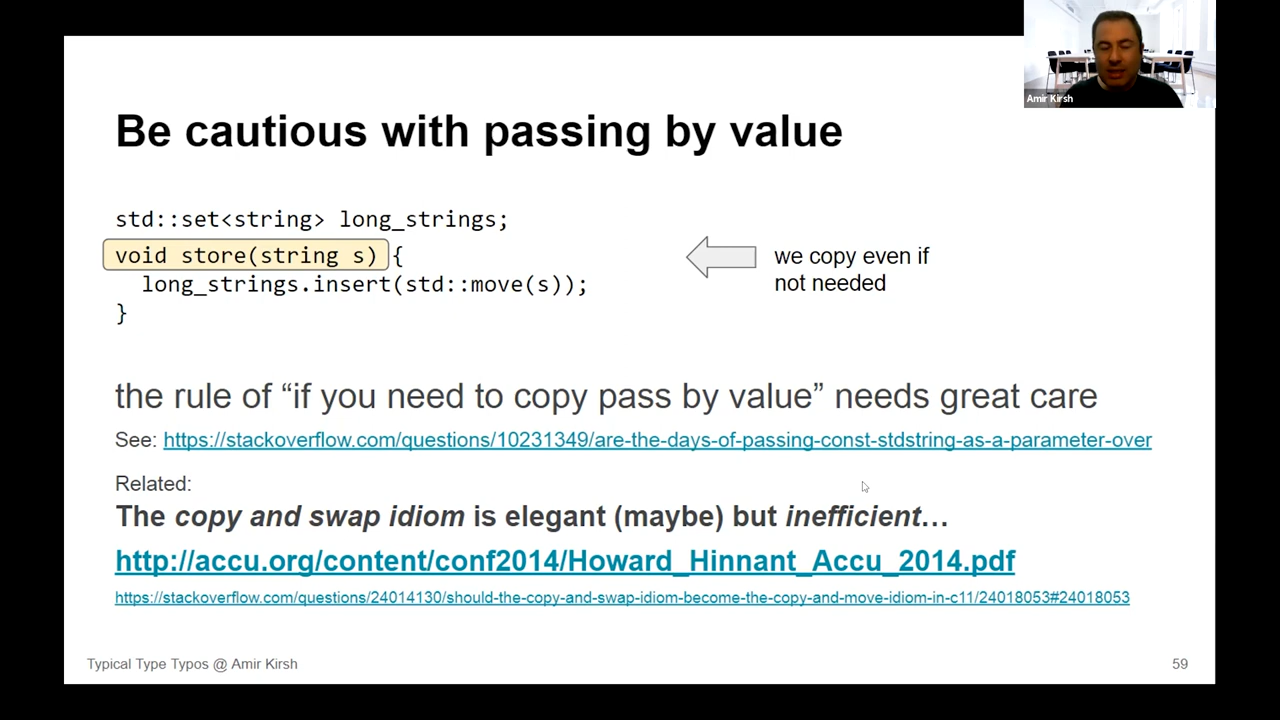 Amir Kirsh
Be cautious with passing by value
std::set<string> long_strings;
void store(string s) {
long_strings.insert(std::move(s));
}
we copy even if
not needed
the rule of “if you need to copy pass by value” needs great care
See: https://stackoverflow.com/questions/10231349/are-the-days-of-passing-const-stdstring-as-a-parameter-over
Related:
The copy and swap idiom is elegant (maybe) but inefficient…
http://accu.org/content/conf2014/Howard_Hinnant_Accu_2014.pdf
https://stackoverflow.com/questions/24014130/should-the-copy-and-swap-idiom-become-the-copy-and-move-idiom-in-c11/24018053#24018053
Typical Type Typos @ Amir Kirsh
59